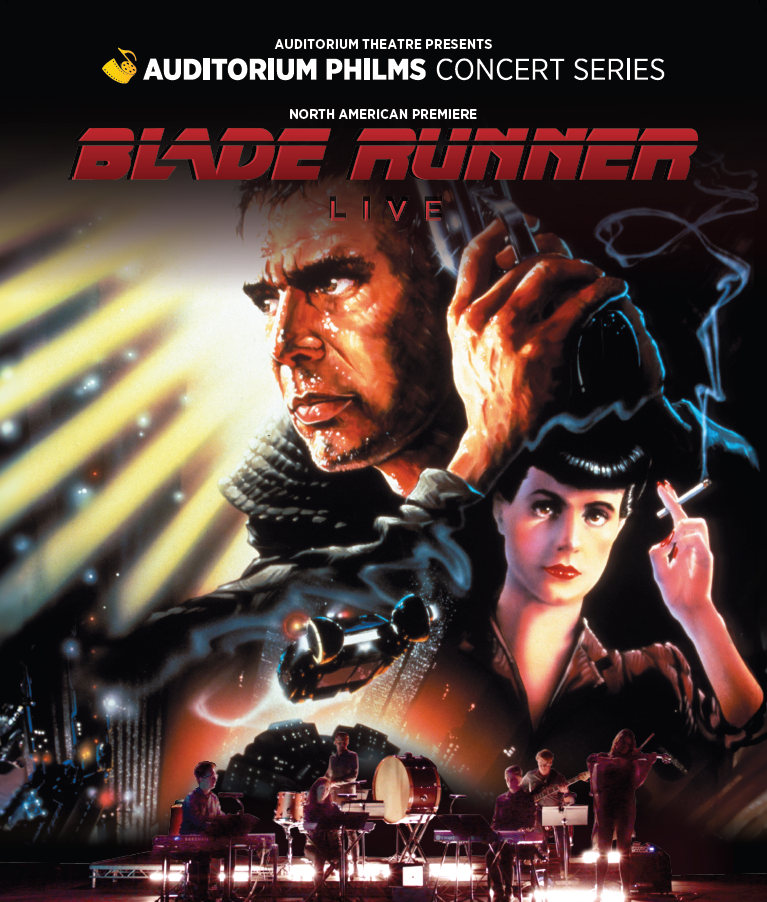 AUDITORIUM THEATRE PRESENTS
AUDITORIUM PHILMS CONCERT SERIES
NORTH AMERICAN PREMIERE
BLADE RUNNER
LIVE